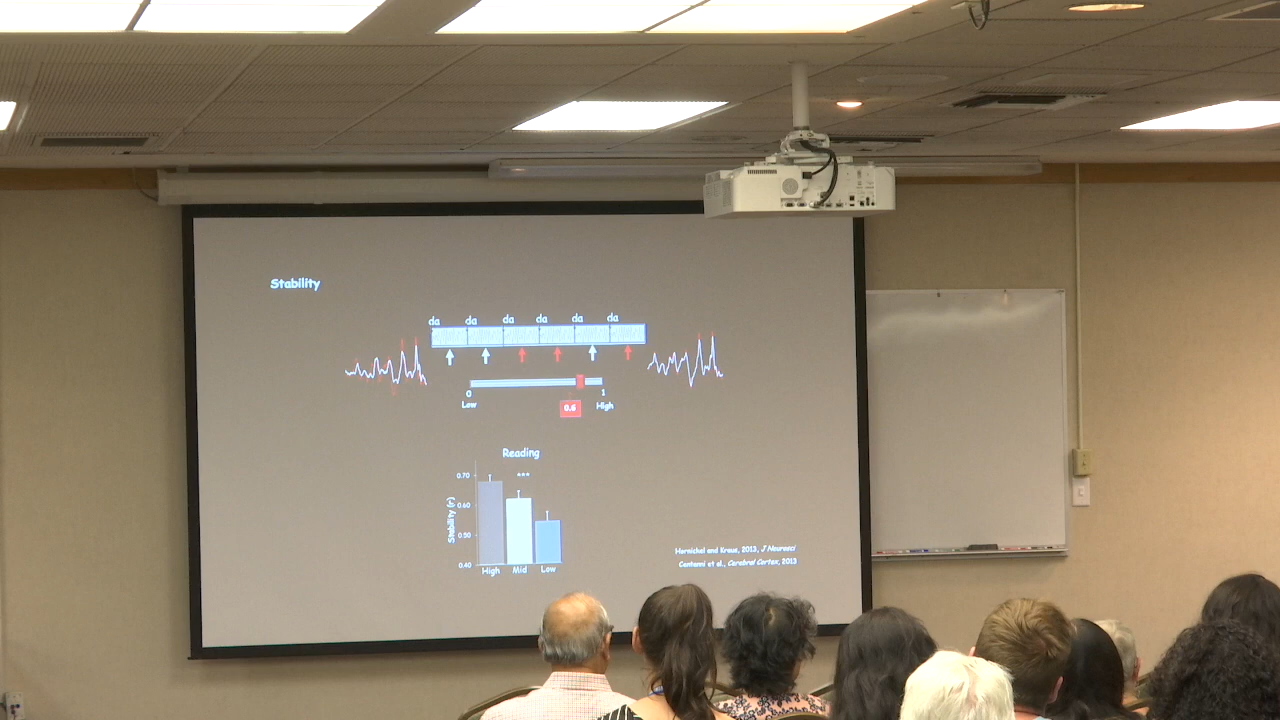 Stability
da da da da da da
0 1
Low High
0.6
Reading
***
0.70
0.60
0.50
0.40
Stability (r)
High Mid Low
Hornickel and Kraus, 2013, J Neurosci
Centanni et al., Cerebral Cortex, 2013